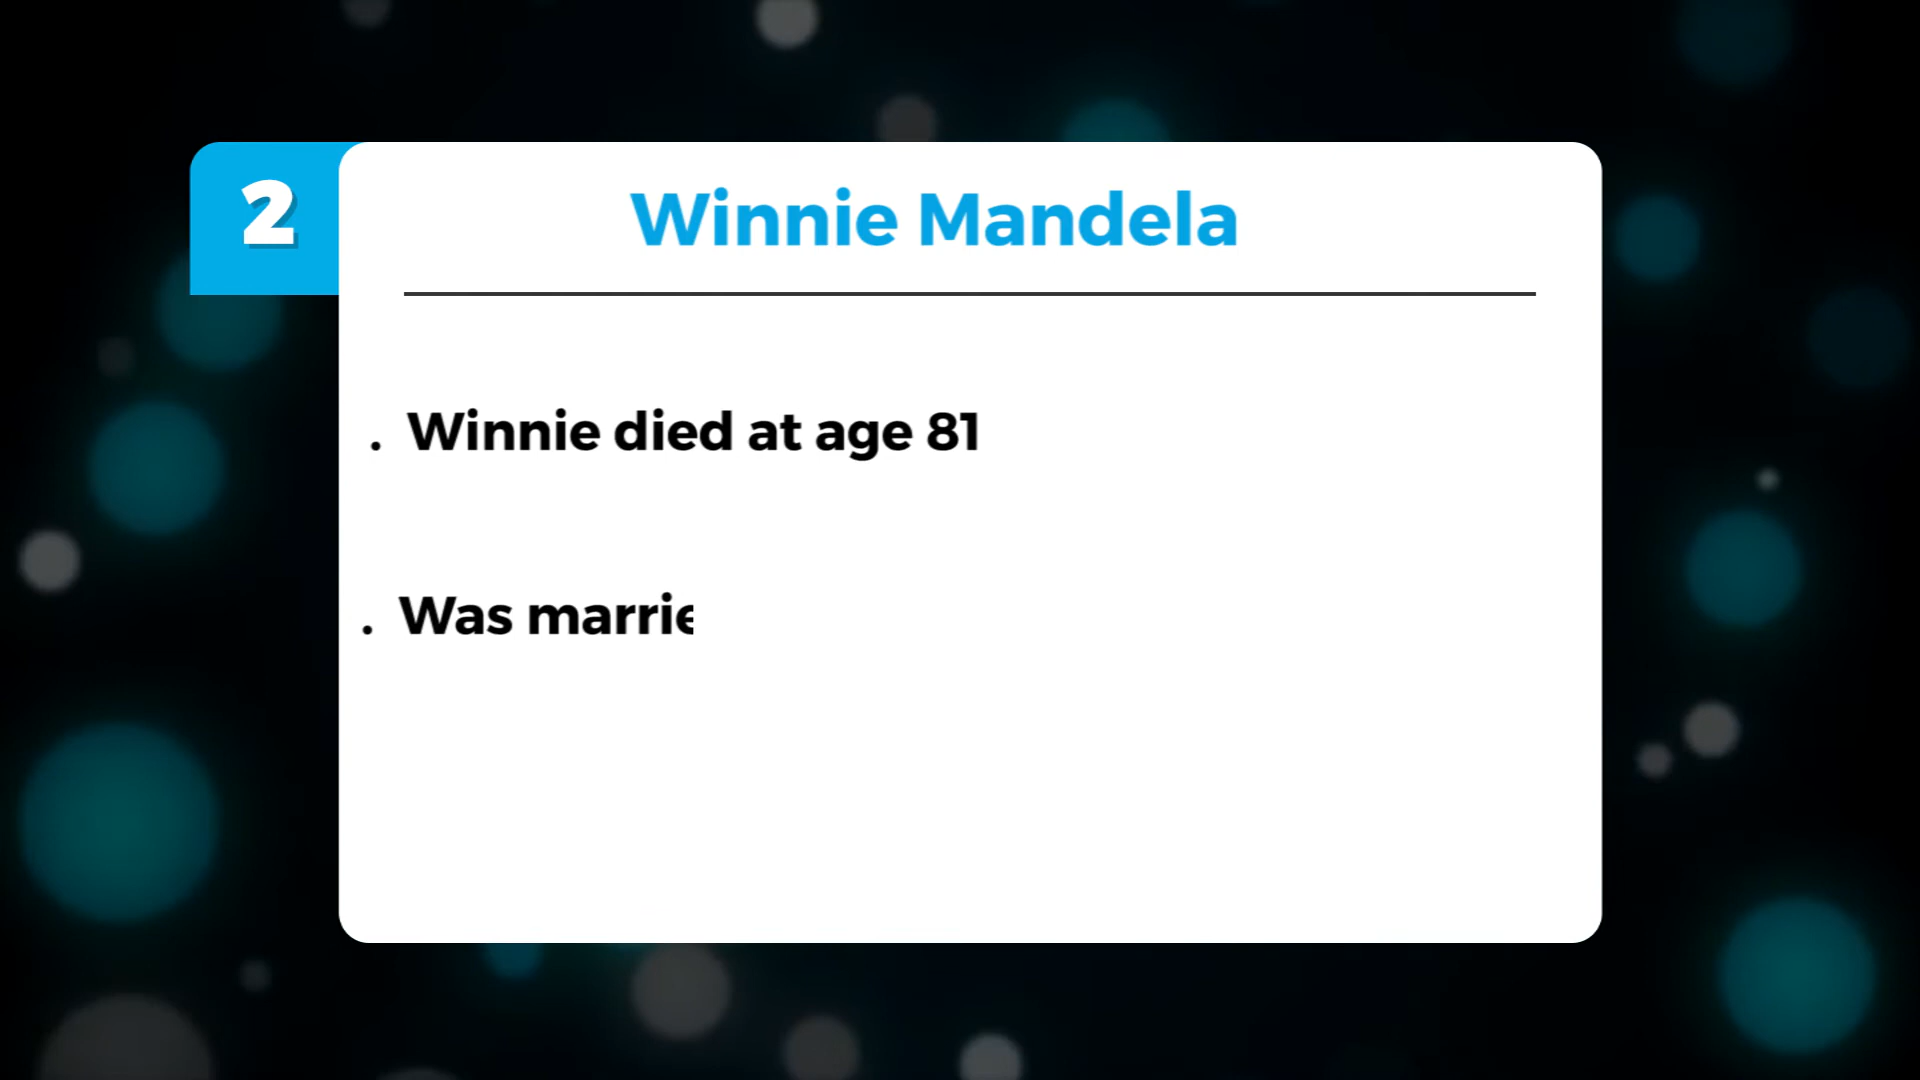 2
Winnie Mandela
. Winnie died at age 81
. Was marrie